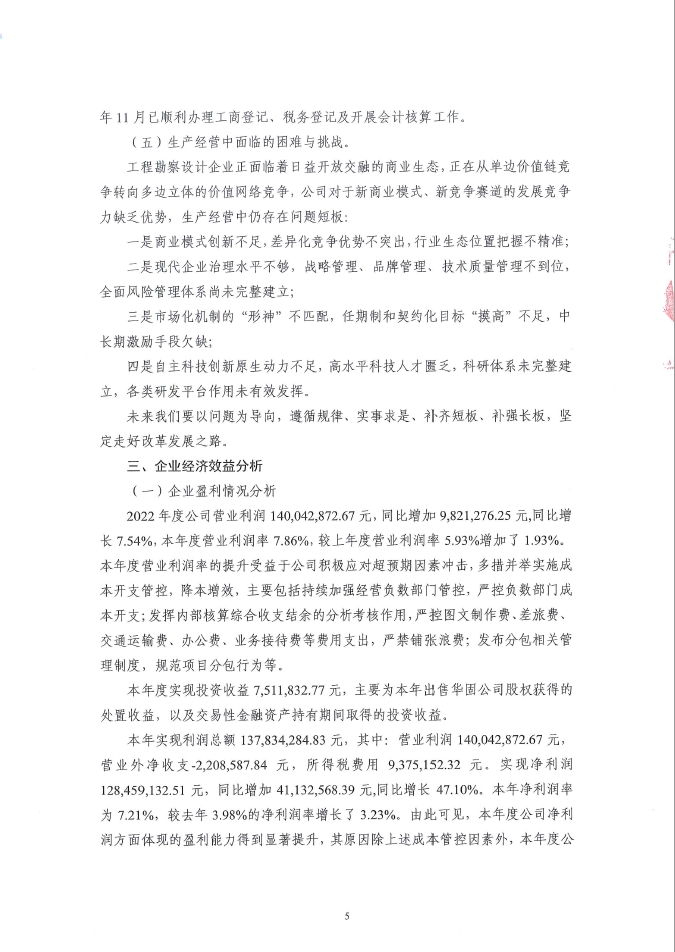 年 11 月已顺利办理工商登记、税务登记及开展会计核算工作。
（五）生产经营中面临的困难与挑战。
工程勘察设计企业正面临着日益开放交融的商业生态，正在从单边价值链竞
争转向多边立体的价值网络竞争，公司对于新商业模式、新竞争赛道的发展竞争
力缺乏优势，生产经营中仍存在问题短板：
一是商业模式创新不足，差异化竞争优势不突出，行业生态位置把握不精准；
二是现代企业治理水平不够，战略管理、品牌管理、技术质量管理不到位，
全面风险管理体系尚未完整建立；
三是市场化机制的“形神”不匹配，任期制和契约化目标“摸高”不足，中
长期激励手段欠缺；
四是自主科技创新原生动力不足，高水平科技人才匮乏，科研体系未完整建
立，各类研发平台作用未有效发挥。
未来我们要以问题为导向，遵循规律、实事求是、补齐短板、补强长板，坚
定走好改革发展之路。
三、企业经济效益分析
（一）企业盈利情况分析
2022 年度公司营业利润 140,042,872.67 元，同比增加 9,821,276.25 元,同比增
长 7.54%，本年度营业利润率 7.86%，较上年度营业利润率 5.93%增加了 1.93%。
本年度营业利润率的提升受益于公司积极应对超预期因素冲击，多措并举实施成
本开支管控，降本增效，主要包括持续加强经营负数部门管控，严控负数部门成
本开支；发挥内部核算综合收支结余的分析考核作用，严控图文制作费、差旅费、
交通运输费、办公费、业务接待费等费用支出，严禁铺张浪费；发布分包相关管
理制度，规范项目分包行为等。
本年度实现投资收益 7,511,832.77 元，主要为本年出售华固公司股权获得的
处置收益，以及交易性金融资产持有期间取得的投资收益。
本年实现利润总额 137,834,284.83 元，其中：营业利润 140,042,872.67 元，
营业外净收支-2,208,587.84 元，所得税费用 9,375,152.32 元。实现净利润
128,459,132.51 元，同比增加 41,132,568.39 元,同比增长 47.10%。本年净利润率
为 7.21%，较去年 3.98%的净利润率增长了 3.23%。由此可见，本年度公司净利
润方面体现的盈利能力得到显著提升，其原因除上述成本管控因素外，本年度公
5